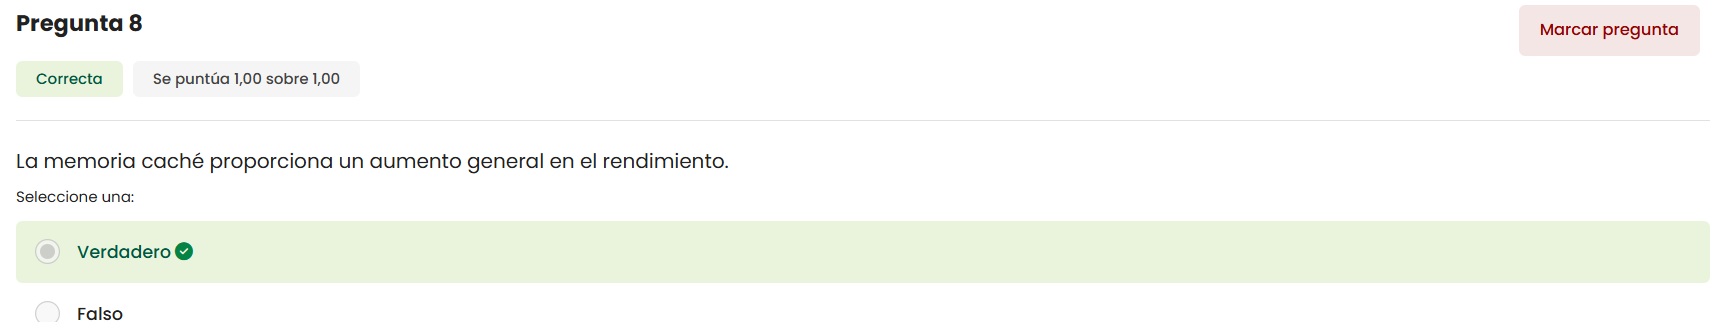 Pregunta 8
Marcar pregunta
Correcta
Se puntúa 1,00 sobre 1,00
La memoria caché proporciona un aumento general en el rendimiento.
Seleccione una:
Verdadero
Falso